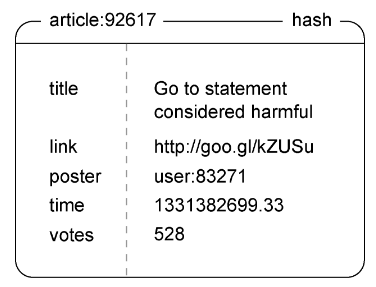 article:92617 hash
title Go to statement
considered harmful
link http://goo.gl/kZUSu
poster user:83271
time 1331382699.33
votes 528